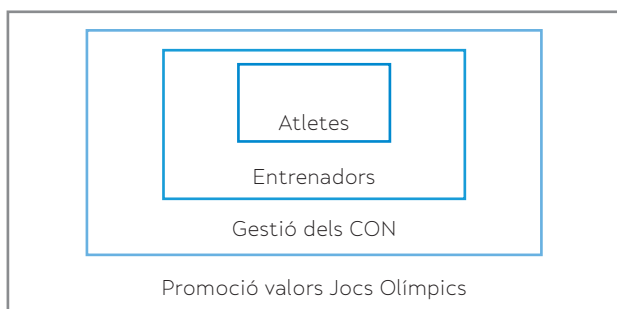 Atletes
Entrenadors
Gestió dels CON
Promoció valors Jocs Olímpics